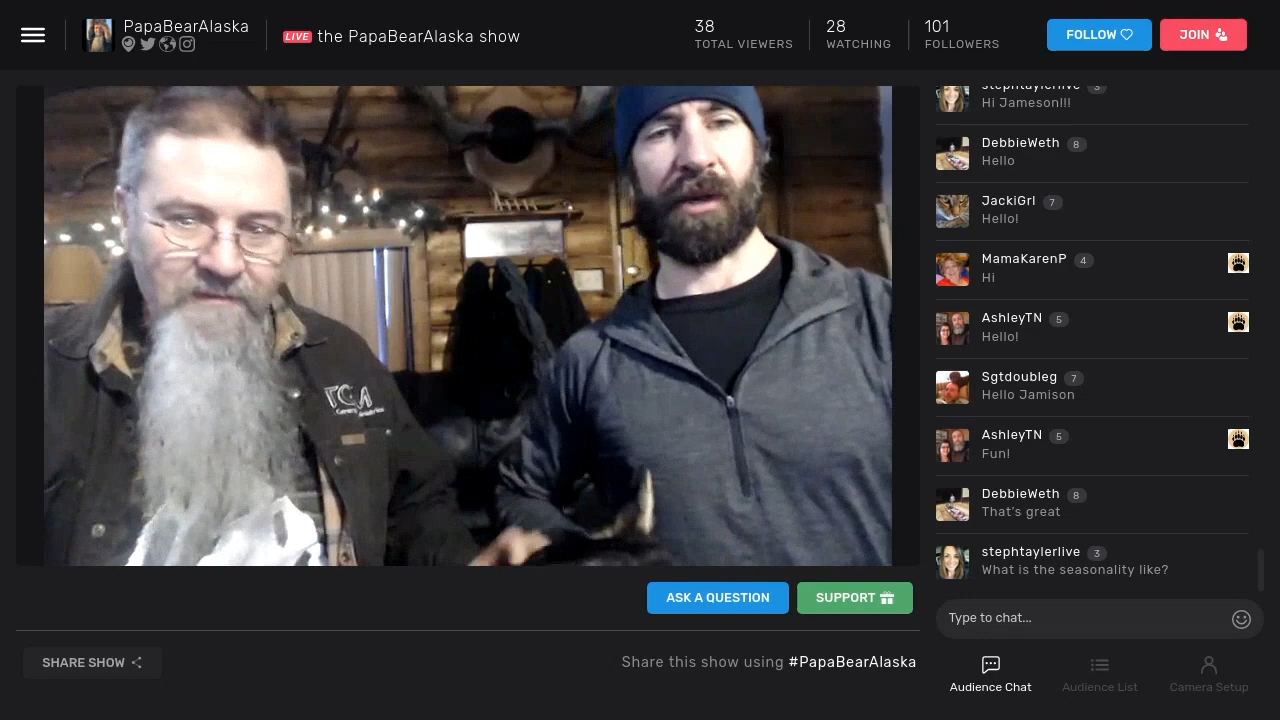 PapaBearAlaska
LIVE the PapaBearAlaska show
38
TOTAL VIEWERS
28
WATCHING
101
FOLLOWERS
FOLLOW
JOIN
stephtaylerlive 3
Hi Jameson!!!
DebbieWeth 8
Hello
JackiGrl 7
Hello!
MamaKarenP 4
Hi
AshleyTN 5
Hello!
Sgtdoubleg 7
Hello Jamison
AshleyTN 5
Fun!
DebbieWeth 8
That's great
stephtaylerlive 3
What is the seasonality like?
Type to chat...
Audience Chat
Audience List
Camera Setup
ASK A QUESTION
SUPPORT
SHARE SHOW
Share this show using #PapaBearAlaska